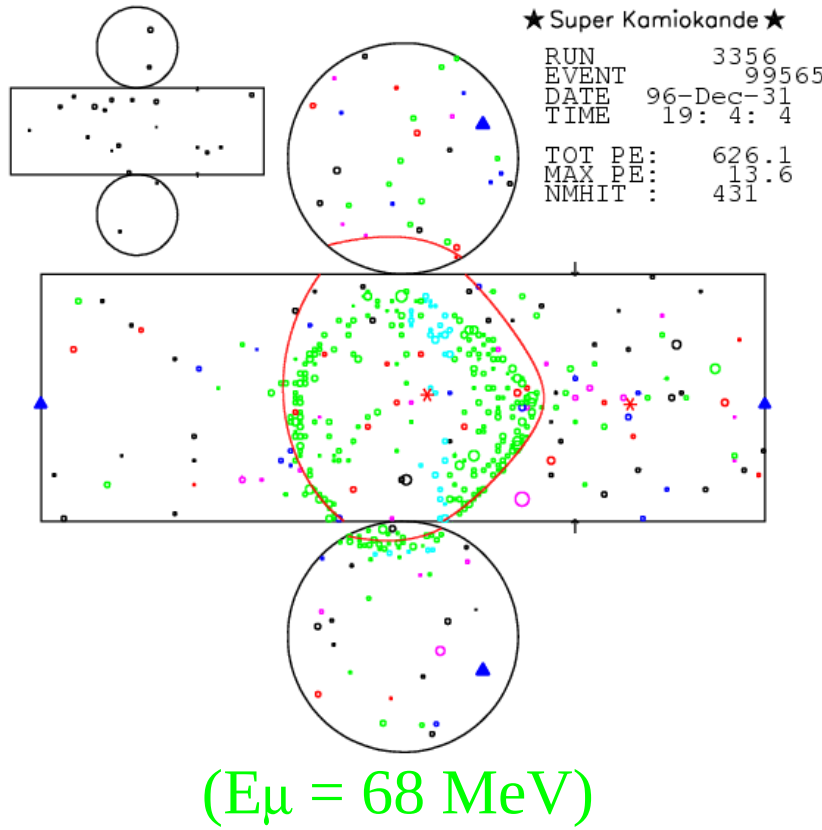 ★ Super Kamiokande ★
RUN 3356
EVENT 99565
DATE 96-Dec-31
TIME 19: 4: 4
TOT PE: 626.1
MAX PE: 13.6
NMHIT : 431
(Eμ = 68 MeV)